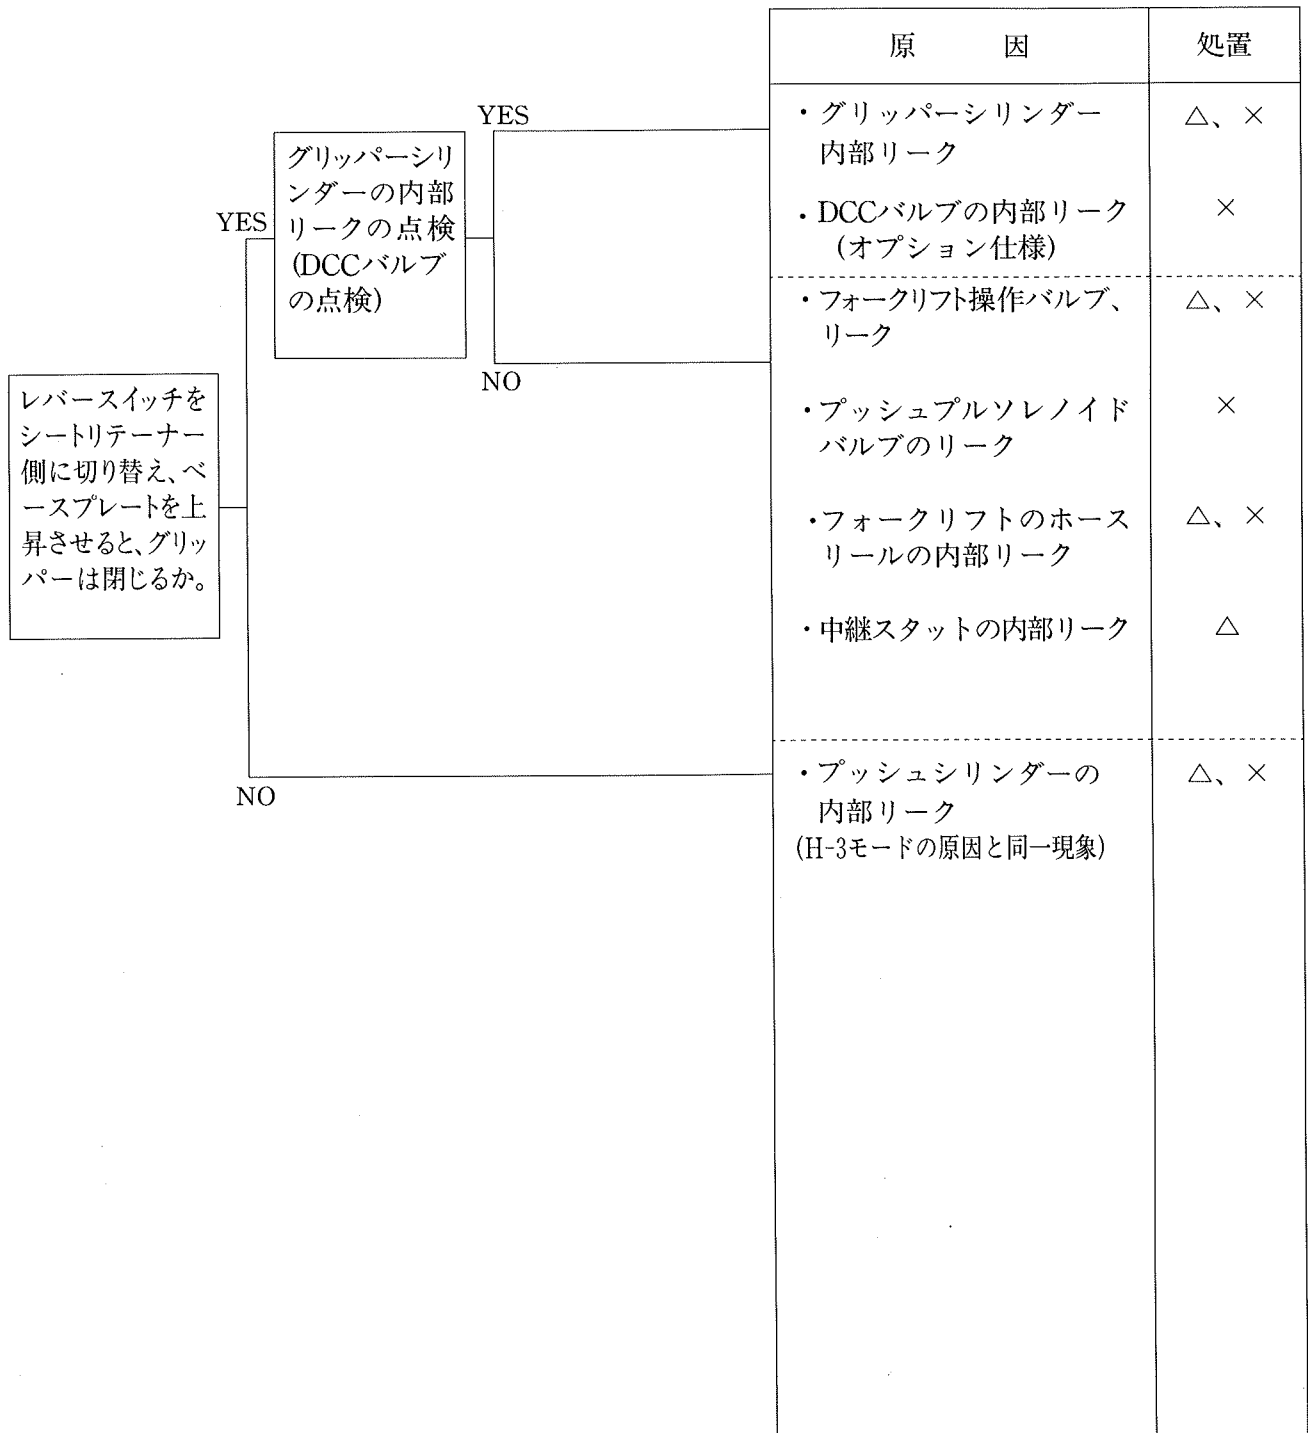 原　　因
処置
YES
・グリッパーシリンダー
内部リーク
△、×
・DCCバルブの内部リーク
(オプション仕様)
×
YES
グリッパーシリ
ンダーの内部
リークの点検
(DCCバルブ
の点検)
・フォークリフト操作バルブ、
リーク
△、×
NO
・プッシュプルソレノイド
バルブのリーク
×
レバースイッチを
シートリテーナー
側に切り替え、ベ
ースプレートを上
昇させると、グリッ
パーは閉じるか。
・フォークリフトのホース
リールの内部リーク
△、×
・中継スタットの内部リーク
△
NO
・プッシュシリンダーの
内部リーク
(H-3モードの原因と同一現象)
△、×